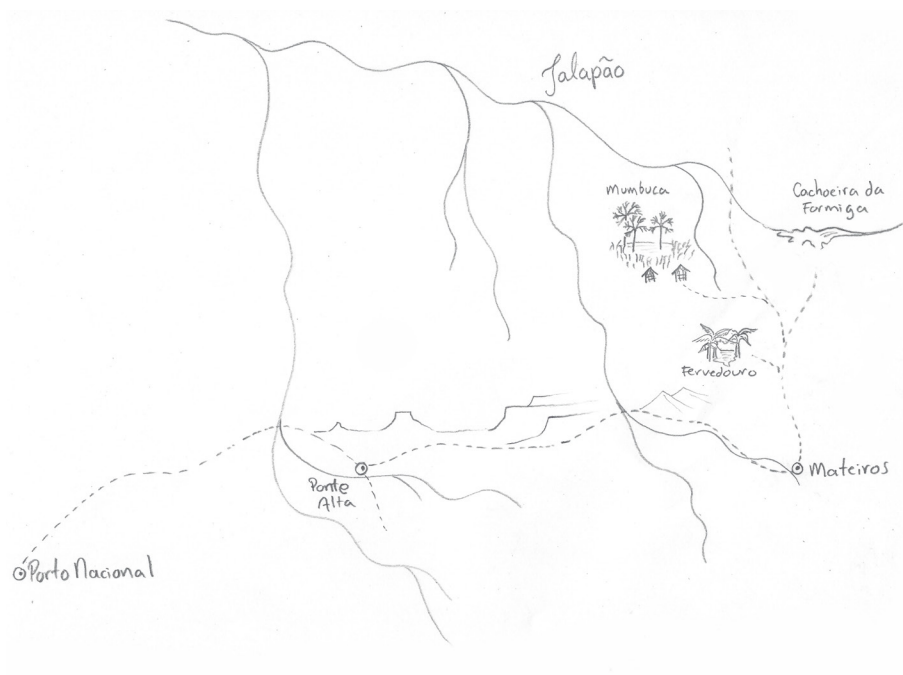 Jalapão
Mumbuca
Cachoeira da
Formiga
Fervedouro
Ponte
Alta
Mateiros
Porto Nacional